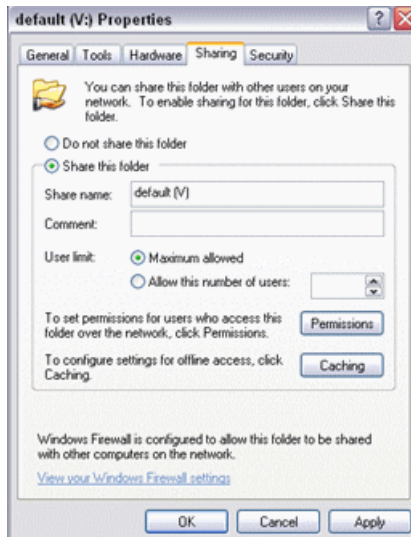 default (V:) Properties
General Tools Hardware Sharing Security
You can share this folder with other users on your
network. To enable sharing for this folder, click Share this
folder.
Do not share this folder
Share this folder
Share name: default (V)
Comment:
User limit: Maximum allowed
Allow this number of users:
To set permissions for users who access this
folder over the network, click Permissions.
Permissions
To configure settings for offline access, click
Caching.
Caching
Windows Firewall is configured to allow this folder to be shared
with other computers on the network.
View your Windows Firewall settings
OK Cancel Apply